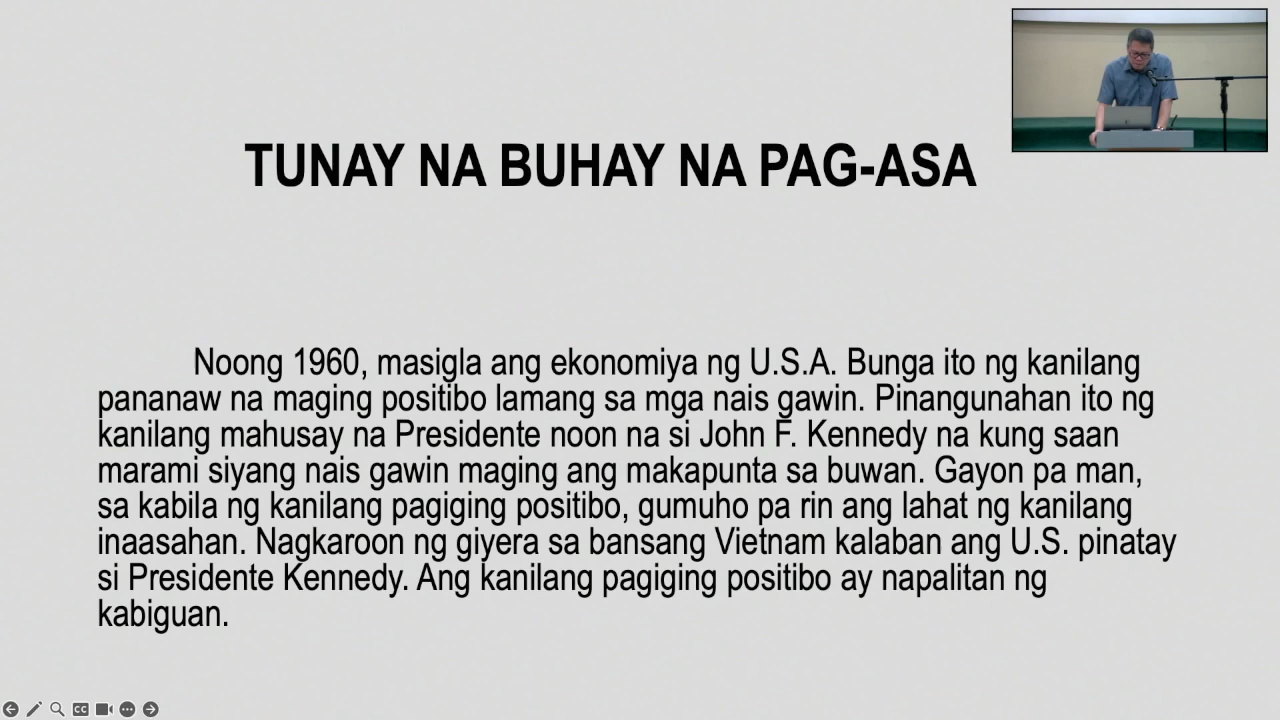 TUNAY NA BUHAY NA PAG-ASA
Noong 1960, masigla ang ekonomiya ng U.S.A. Bunga ito ng kanilang
pananaw na maging positibo lamang sa mga nais gawin. Pinangunahan ito ng
kanilang mahusay na Presidente noon na si John F. Kennedy na kung saan
marami siyang nais gawin maging ang makapunta sa buwan. Gayon pa man,
sa kabila ng kanilang pagiging positibo, gumuho pa rin ang lahat ng kanilang
inaasahan. Nagkaroon ng giyera sa bansang Vietnam kalaban ang U.S. pinatay
si Presidente Kennedy. Ang kanilang pagiging positibo ay napalitan ng
kabiguan.
CC